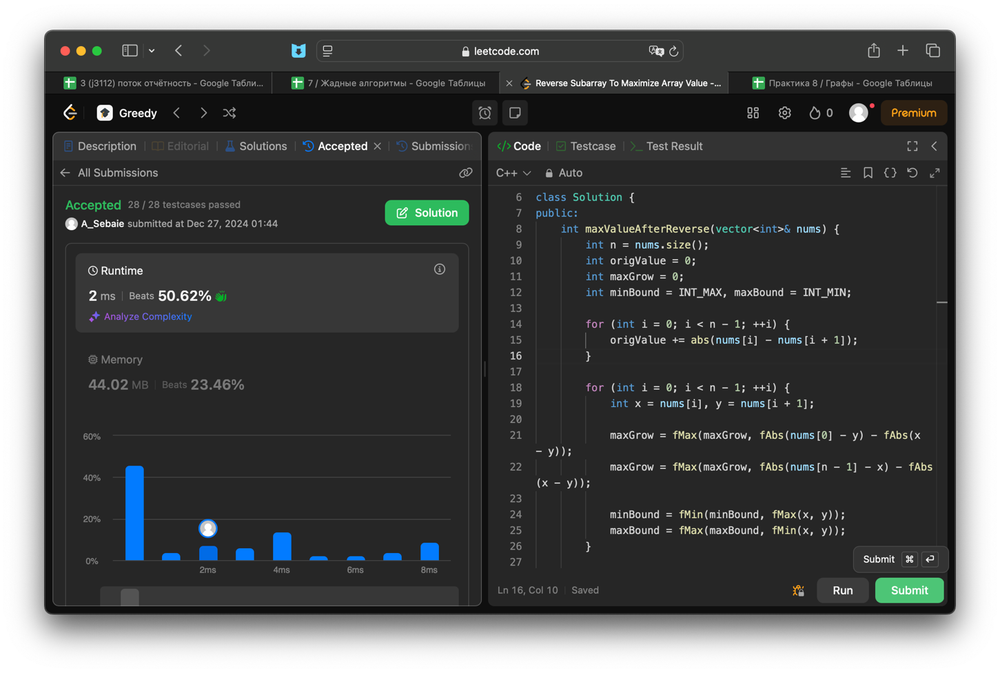 leetcode.com
3 (j3112) поток отчётность - Google Табли...
7 / Жадные алгоритмы - Google Таблицы
Reverse Subarray To Maximize Array Value -...
Практика 8 / Графы - Google Таблицы
Greedy
0
Premium
Description
Editorial
Solutions
Accepted
Submission
All Submissions
Accepted 28 / 28 testcases passed
A_Sebaie submitted at Dec 27, 2024 01:44
Solution
Runtime
2 ms | Beats 50.62%
Analyze Complexity
Memory
44.02 MB | Beats 23.46%
60%
40%
20%
0%
2ms
4ms
6ms
8ms
</> Code
Testcase
>_ Test Result
C++
Auto
6 class Solution {
7 public:
8 int maxValueAfterReverse(vector<int>& nums) {
9 int n = nums.size();
10 int origValue = 0;
11 int maxGrow = 0;
12 int minBound = INT_MAX, maxBound = INT_MIN;
13
14 for (int i = 0; i < n - 1; ++i) {
15 origValue += abs(nums[i] - nums[i + 1]);
16 }
17
18 for (int i = 0; i < n - 1; ++i) {
19 int x = nums[i], y = nums[i + 1];
20
21 maxGrow = fMax(maxGrow, fAbs(nums[0] - y) - fAbs(x
- y));
22 maxGrow = fMax(maxGrow, fAbs(nums[n - 1] - x) - fAbs
(x - y));
23
24 minBound = fMin(minBound, fMax(x, y));
25 maxBound = fMax(maxBound, fMin(x, y));
26 }
27
Submit ⌘ ↵
Ln 16, Col 10 | Saved
Run
Submit